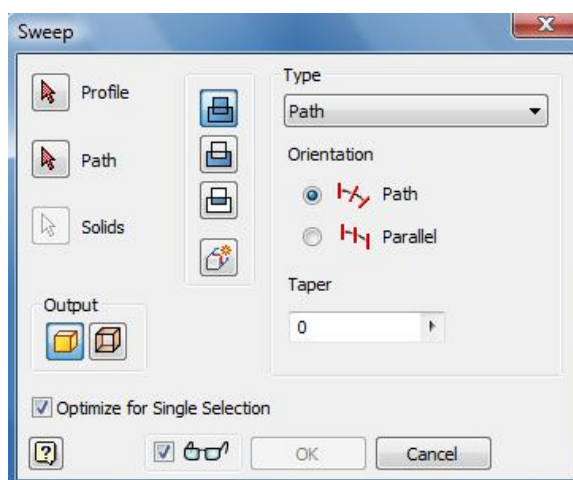 Sweep
Profile
Path
Solids
Output
Type
Path
Orientation
Path
Parallel
Taper
0
Optimize for Single Selection
?
OK
Cancel